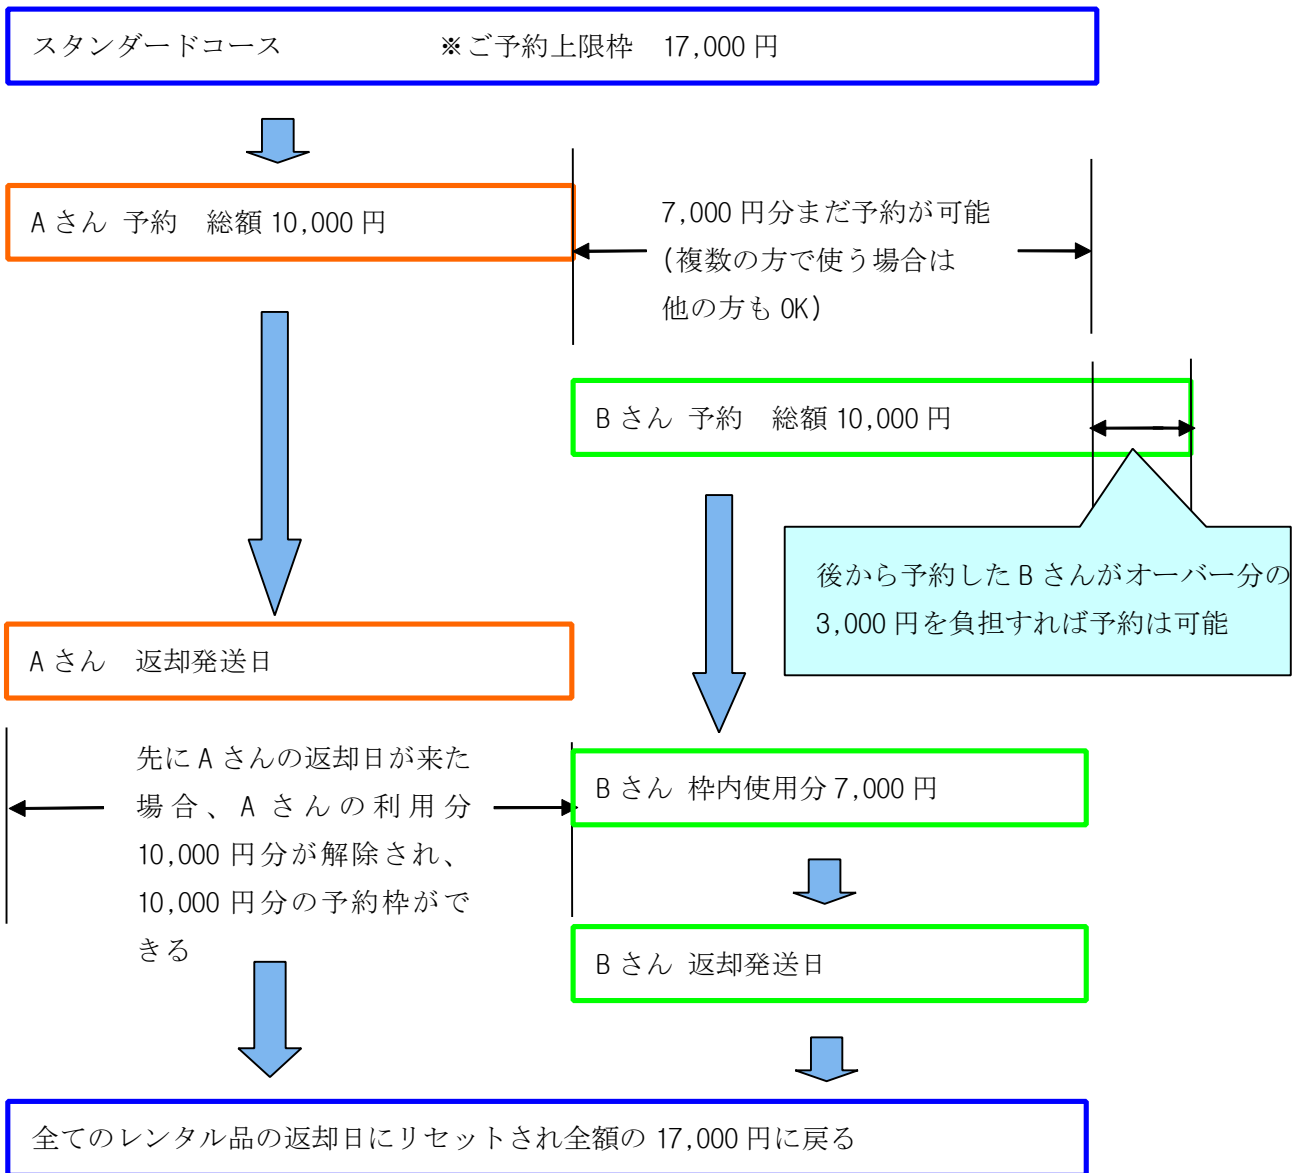 スタンダードコース ※ご予約上限枠 17,000 円
A さん 予約 総額 10,000 円
7,000 円分まだ予約が可能
(複数の方で使う場合は
他の方も OK)
B さん 予約 総額 10,000 円
後から予約した B さんがオーバー分の
3,000 円を負担すれば予約は可能
A さん 返却発送日
先に A さんの返却日が来た
場合、A さんの利用分
10,000 円分が解除され、
10,000 円分の予約枠がで
きる
B さん 枠内使用分 7,000 円
B さん 返却発送日
全てのレンタル品の返却日にリセットされ全額の 17,000 円に戻る